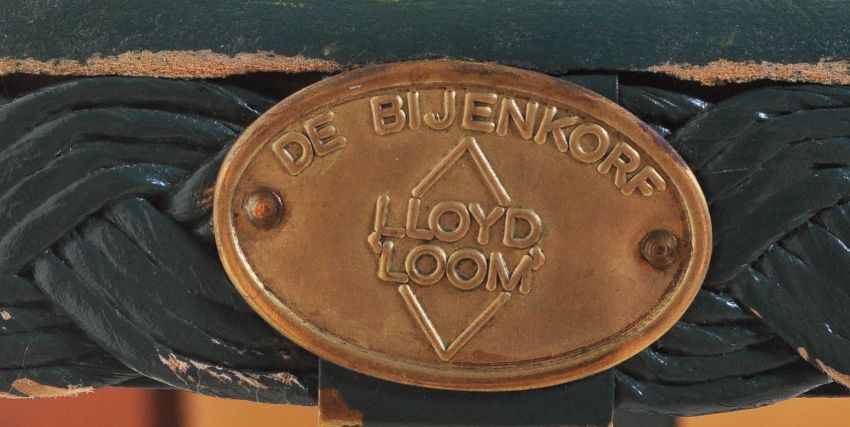 DE BIJENKORF
LLOYD
'LOOM'